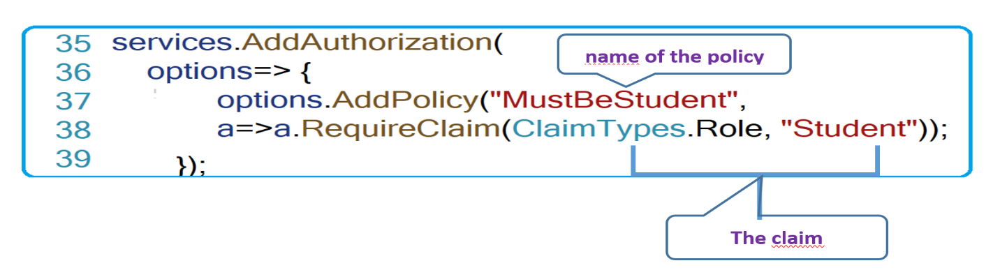 35 services.AddAuthorization(
name of the policy
36 options=> {
37 options.AddPolicy("MustBeStudent",
38 a=>a.RequireClaim(ClaimTypes.Role, "Student"));
39 });
The claim